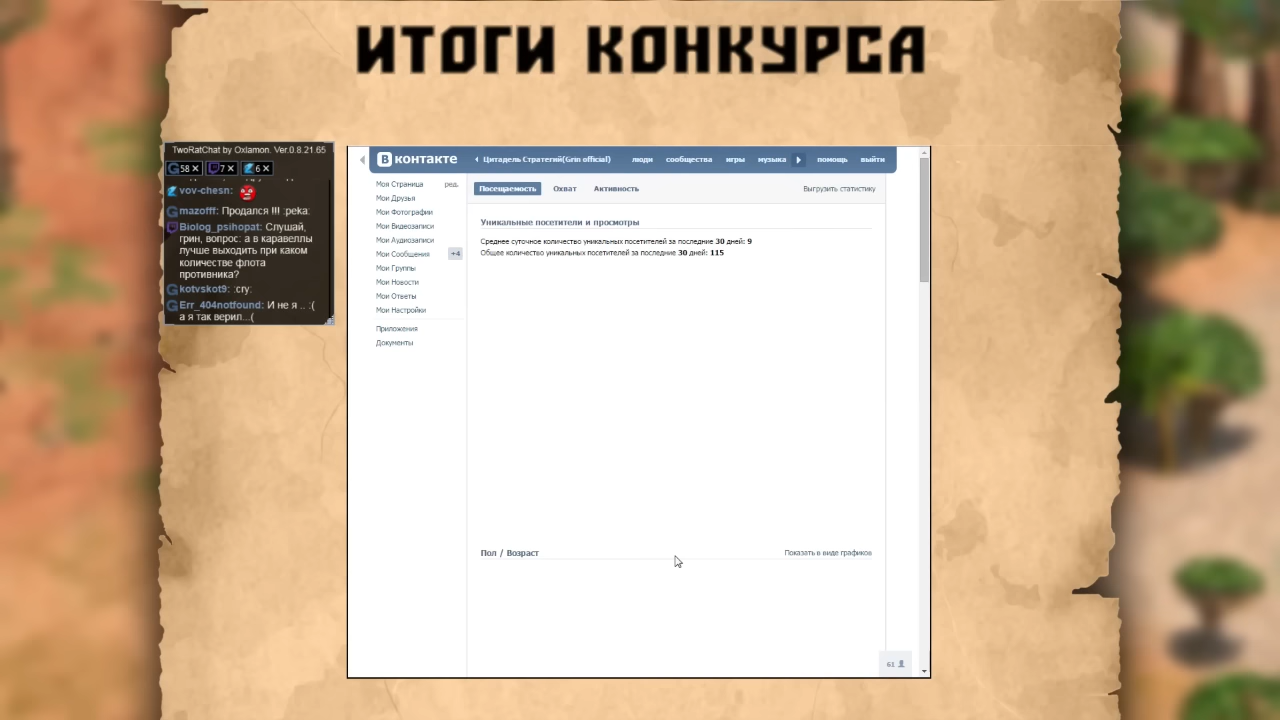 ИТОГИ КОНКУРСА
TwoRatChat by Oxlamon. Ver.0.8.21.65
58 × 7 × 6 ×
vov-chesn:
mazofff: Продался !!! :peka:
Biolog_psihopat: Слушай,
грин, вопрос: а в каравеллы
лучше выходить при каком
количестве флота
противника?
kotvskot9: :cry:
Err_404notfound: И не я .. :(
а я так верил...(
В контакте
Цитадель Стратегий(Grin official)
люди сообщества игры музыка помощь выйти
Моя Страница ред.
Мои Друзья
Мои Фотографии
Мои Видеозаписи
Мои Аудиозаписи
Мои Сообщения +4
Мои Группы
Мои Новости
Мои Ответы
Мои Настройки
Приложения
Документы
Посещаемость Охват Активность Выгрузить статистику
Уникальные посетители и просмотры
Среднее суточное количество уникальных посетителей за последние 30 дней: 9
Общее количество уникальных посетителей за последние 30 дней: 115
Пол / Возраст Показать в виде графиков
61